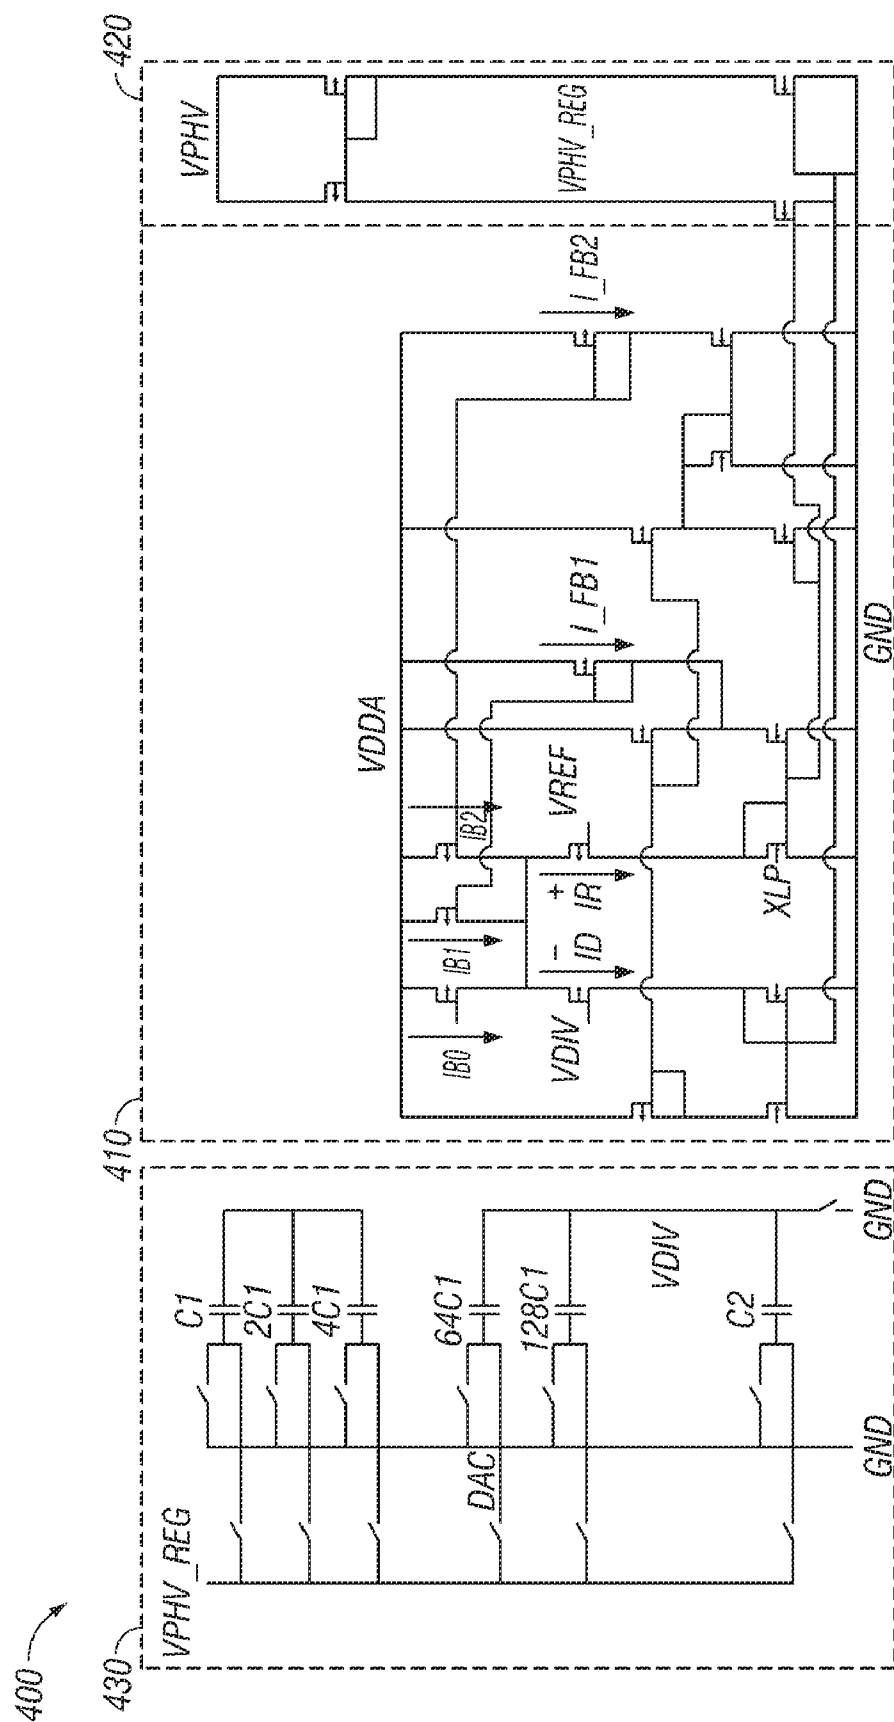 400
430
410
420
VPHV_REG
C1
2C1
4C1
64C1
128C1
C2
DAC
VDIV
GND
GND
VDDA
IB0
IB1
IB2
VDIV
VREF
- +
ID IR
XLP
I_FB1
I_FB2
GND
VPHV
VPHV_REG